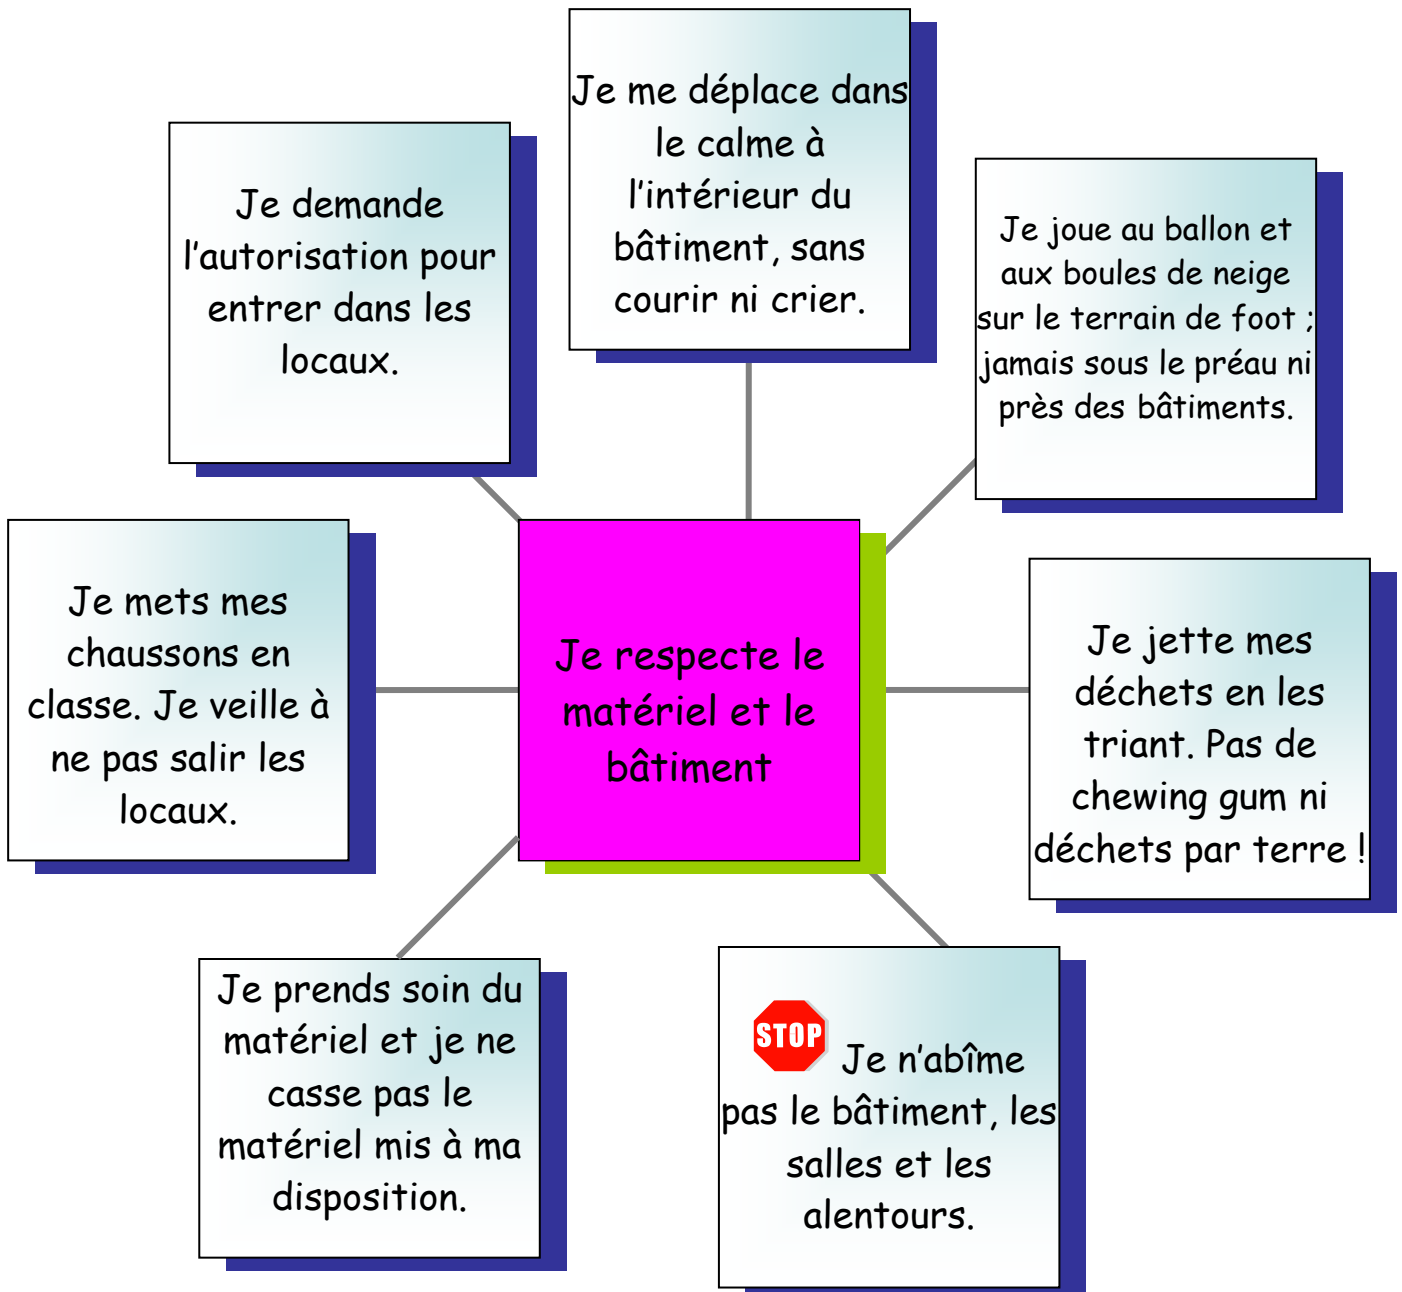 Je me déplace dans
le calme à
l'intérieur du
bâtiment, sans
courir ni crier.
Je demande
l'autorisation pour
entrer dans les
locaux.
Je joue au ballon et
aux boules de neige
sur le terrain de foot ;
jamais sous le préau ni
près des bâtiments.
Je mets mes
chaussons en
classe. Je veille à
ne pas salir les
locaux.
Je respecte le
matériel et le
bâtiment
Je jette mes
déchets en les
triant. Pas de
chewing gum ni
déchets par terre !
Je prends soin du
matériel et je ne
casse pas le
matériel mis à ma
disposition.
STOP
Je n'abîme
pas le bâtiment, les
salles et les
alentours.